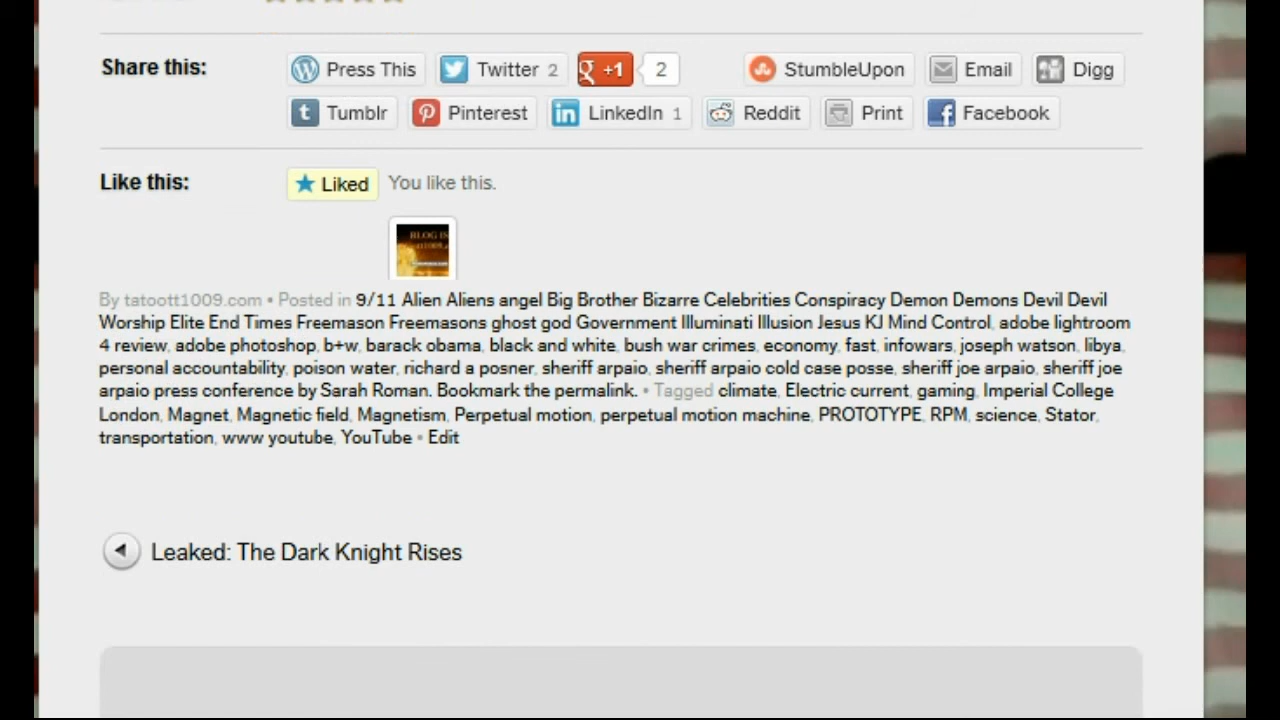 Share this:
Press This
Twitter 2
g +1
2
StumbleUpon
Email
Digg
t Tumblr
Pinterest
in LinkedIn 1
Reddit
Print
f Facebook
Like this:
Liked
You like this.
BLOG IS
By tatoott1009.com • Posted in 9/11 Alien Aliens angel Big Brother Bizarre Celebrities Conspiracy Demon Demons Devil Devil
Worship Elite End Times Freemason Freemasons ghost god Government Illuminati Illusion Jesus KJ Mind Control, adobe lightroom
4 review, adobe photoshop, b+w, barack obama, black and white, bush war crimes, economy, fast, infowars, joseph watson, libya,
personal accountability, poison water, richard a posner, sheriff arpaio, sheriff arpaio cold case posse, sheriff joe arpaio, sheriff joe
arpaio press conference by Sarah Roman. Bookmark the permalink. • Tagged climate, Electric current, gaming, Imperial College
London, Magnet, Magnetic field, Magnetism, Perpetual motion, perpetual motion machine, PROTOTYPE, RPM, science, Stator,
transportation, www youtube, YouTube • Edit
Leaked: The Dark Knight Rises